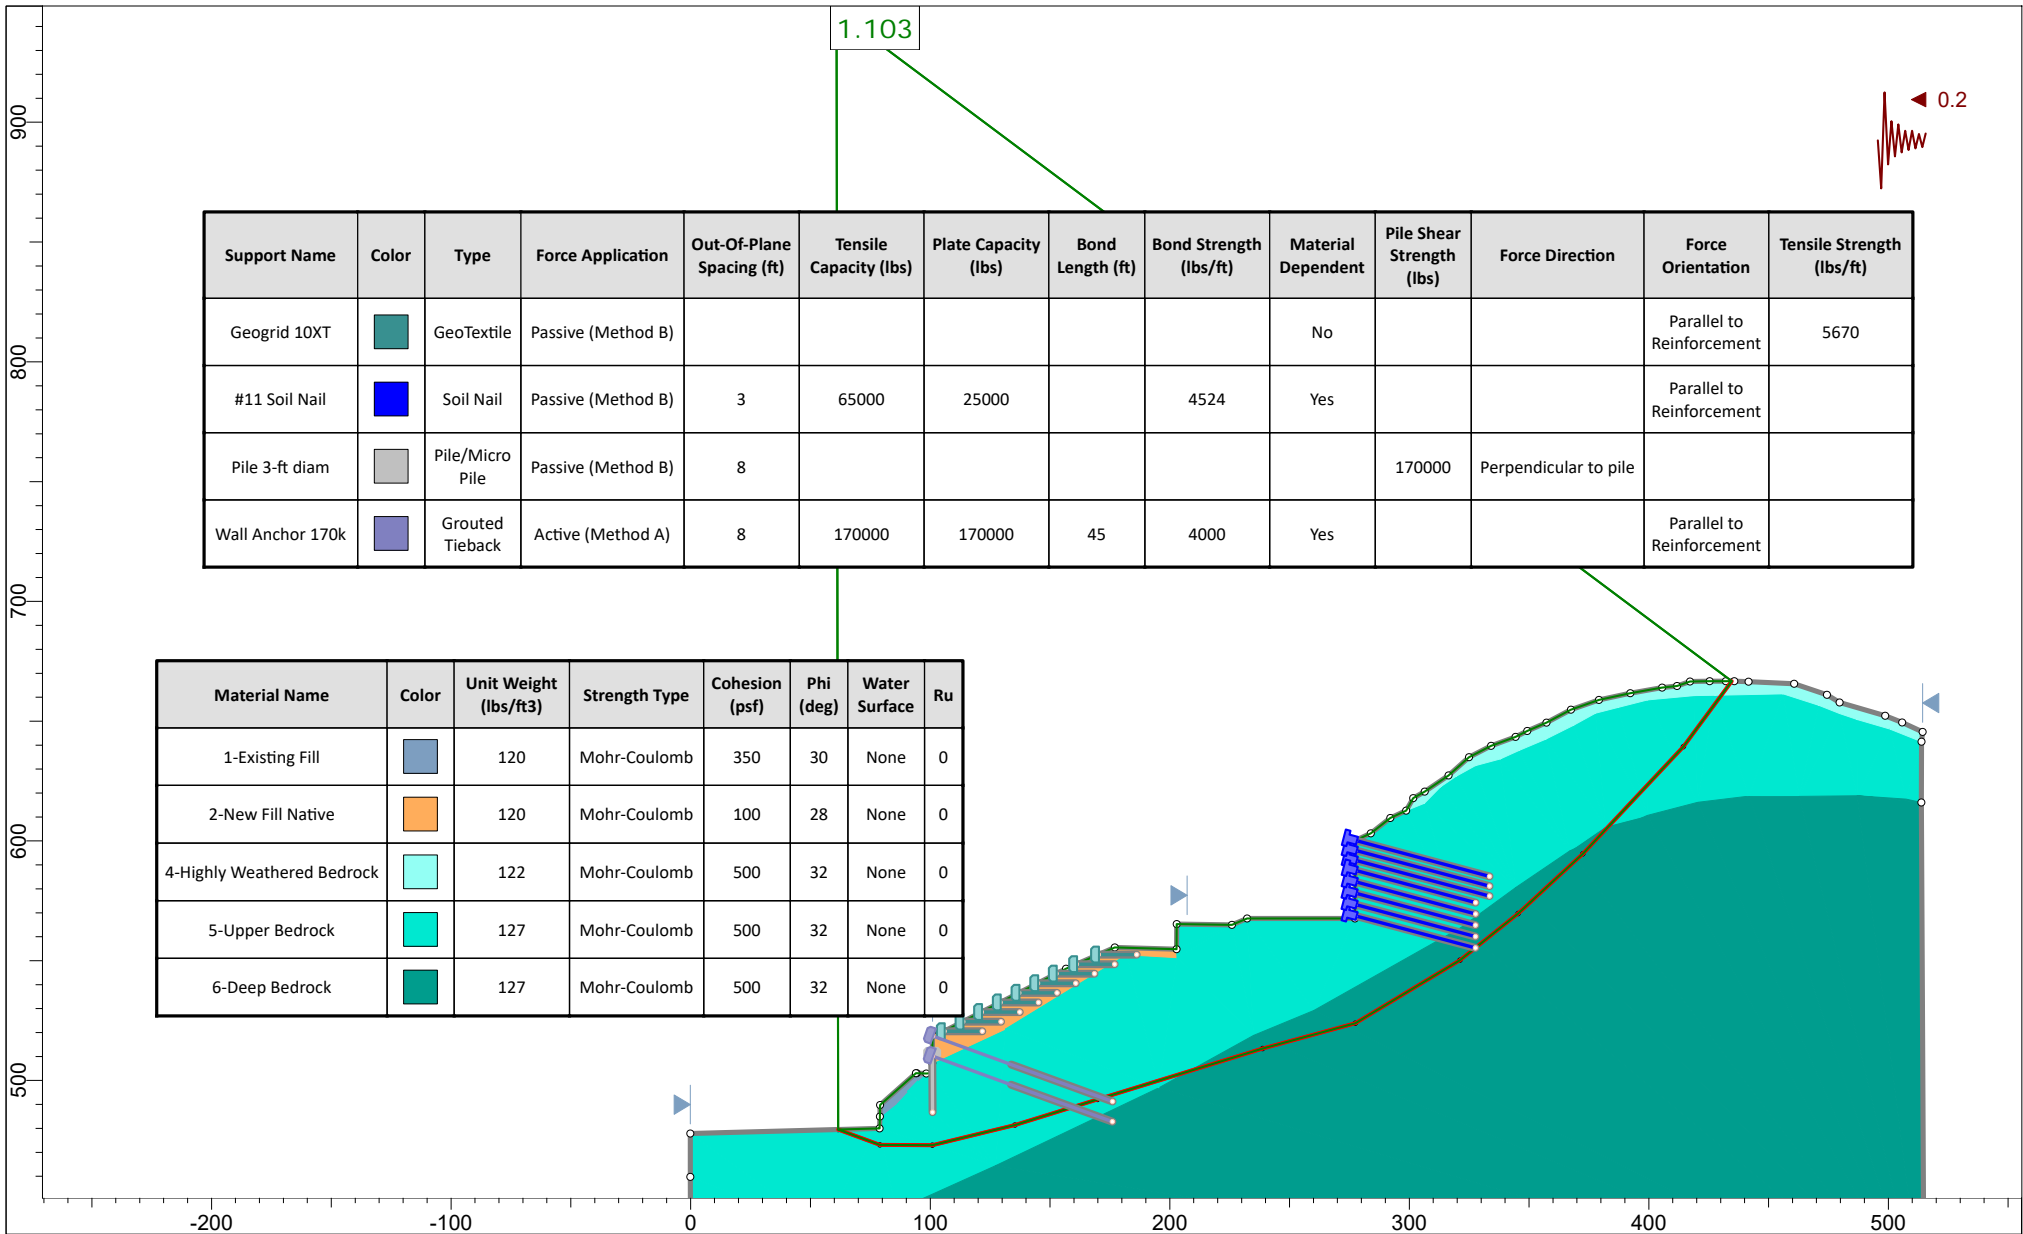 1.103
0.2
900
800
700
600
500
Support Name Color Type Force Application Out-Of-Plane Spacing (ft) Tensile Capacity (lbs) Plate Capacity (lbs) Bond Length (ft) Bond Strength (lbs/ft) Material Dependent Pile Shear Strength (lbs) Force Direction Force Orientation Tensile Strength (lbs/ft)
Geogrid 10XT GeoTextile Passive (Method B) No Parallel to Reinforcement 5670
#11 Soil Nail Soil Nail Passive (Method B) 3 65000 25000 4524 Yes Parallel to Reinforcement
Pile 3-ft diam Pile/Micro Pile Passive (Method B) 8 170000 Perpendicular to pile
Wall Anchor 170k Grouted Tieback Active (Method A) 8 170000 170000 45 4000 Yes Parallel to Reinforcement
Material Name Color Unit Weight (lbs/ft3) Strength Type Cohesion (psf) Phi (deg) Water Surface Ru
1-Existing Fill 120 Mohr-Coulomb 350 30 None 0
2-New Fill Native 120 Mohr-Coulomb 100 28 None 0
4-Highly Weathered Bedrock 122 Mohr-Coulomb 500 32 None 0
5-Upper Bedrock 127 Mohr-Coulomb 500 32 None 0
6-Deep Bedrock 127 Mohr-Coulomb 500 32 None 0
-200 -100 0 100 200 300 400 500